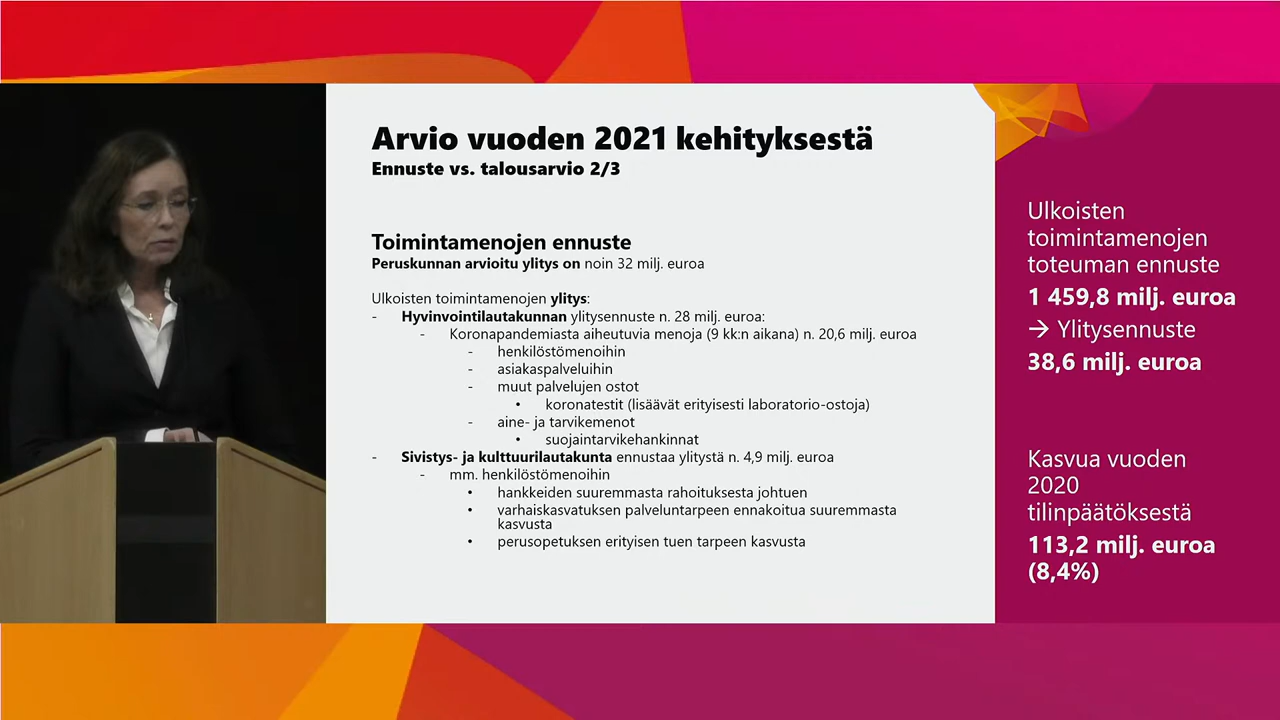 Arvio vuoden 2021 kehityksestä
Ennuste vs. talousarvio 2/3
Toimintamenojen ennuste
Peruskunnan arvioitu ylitys on noin 32 milj. euroa
Ulkoisten toimintamenojen ylitys:
- Hyvinvointilautakunnan ylitysennuste n. 28 milj. euroa:
- Koronapandemiasta aiheutuvia menoja (9 kk:n aikana) n. 20,6 milj. euroa
- henkilöstömenoihin
- asiakaspalveluihin
- muut palvelujen ostot
• koronatestit (lisäävät erityisesti laboratorio-ostoja)
- aine- ja tarvikemenot
• suojaintarvikehankinnat
- Sivistys- ja kulttuurilautakunta ennustaa ylitystä n. 4,9 milj. euroa
- mm. henkilöstömenoihin
• hankkeiden suuremmasta rahoituksesta johtuen
• varhaiskasvatuksen palveluntarpeen ennakoitua suuremmasta
kasvusta
• perusopetuksen erityisen tuen tarpeen kasvusta
Ulkoisten
toimintamenojen
toteuman ennuste
1 459,8 milj. euroa
→ Ylitysennuste
38,6 milj. euroa
Kasvua vuoden
2020
tilinpäätöksestä
113,2 milj. euroa
(8,4%)